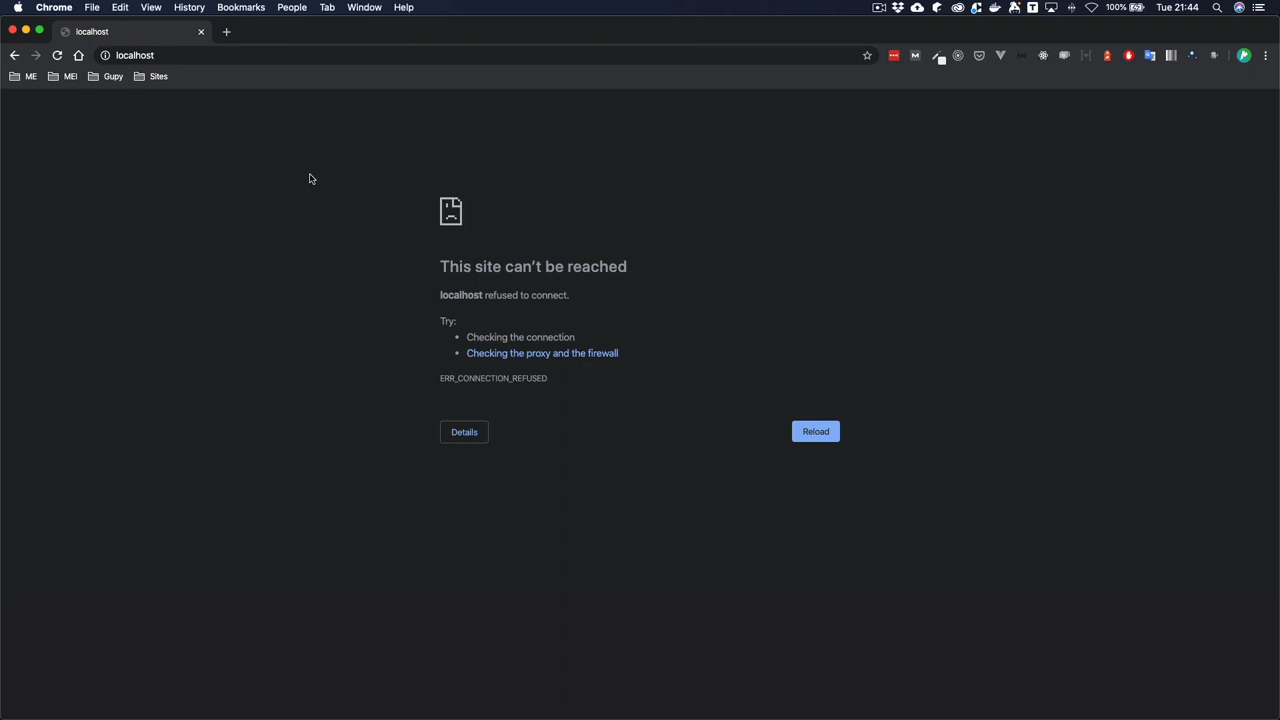 Chrome File Edit View History Bookmarks People Tab Window Help 100% Tue 21:44
localhost
localhost
ME MEI Gupy Sites
This site can’t be reached
localhost refused to connect.
Try:
• Checking the connection
• Checking the proxy and the firewall
ERR_CONNECTION_REFUSED
Details Reload